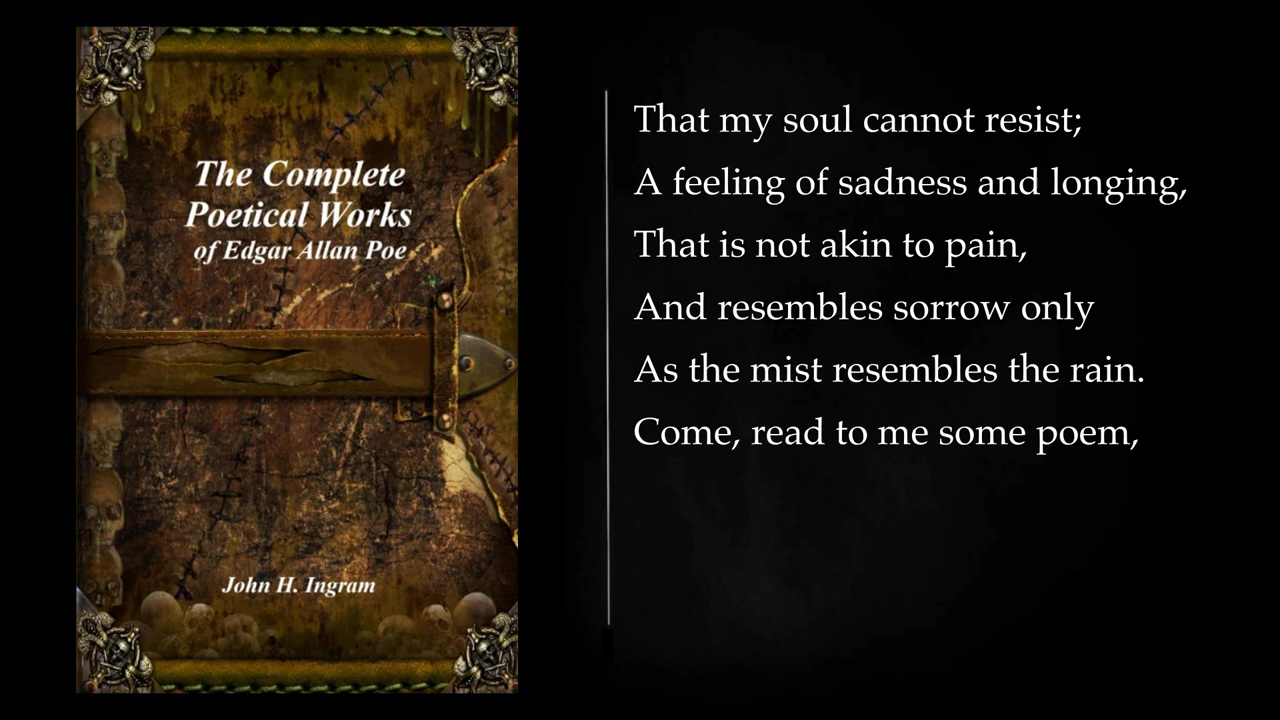 The Complete
Poetical Works
of Edgar Allan Poe
John H. Ingram
That my soul cannot resist;
A feeling of sadness and longing,
That is not akin to pain,
And resembles sorrow only
As the mist resembles the rain.
Come, read to me some poem,